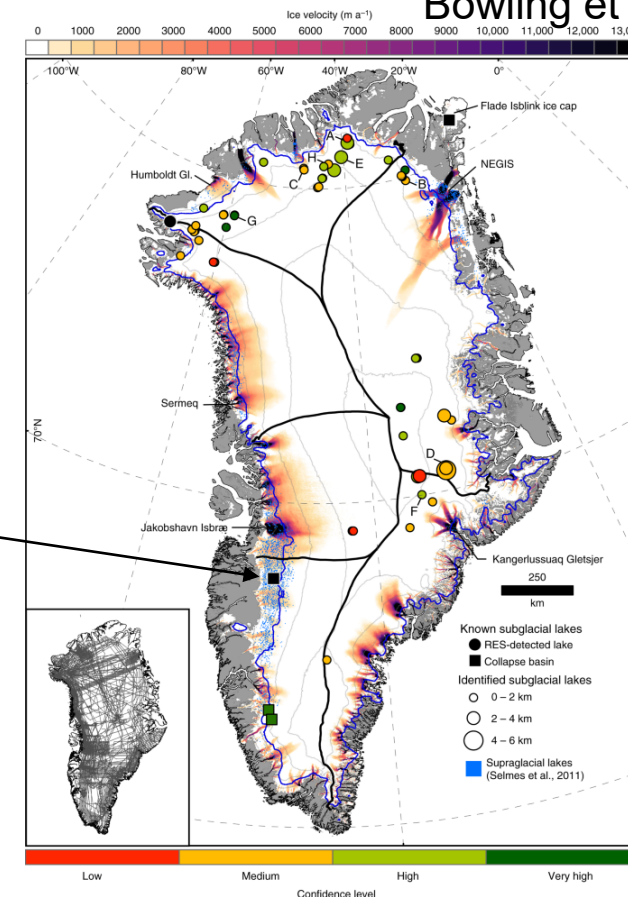 Bowling et
Ice velocity (m a⁻¹)
0 1000 2000 3000 4000 5000 6000 7000 8000 9000 10,000 11,000 12,000 13,0
100°W 80°W 60°W 40°W 20°W 0°
Flade Isblink ice cap
A
H E
NEGIS
Humboldt Gl.
C B
G
Sermeq
70°N
D
F
Jakobshavn Isbræ
Kangerlussuaq Gletsjer
250
km
Known subglacial lakes
RES-detected lake
Collapse basin
Identified subglacial lakes
0 – 2 km
2 – 4 km
4 – 6 km
Supraglacial lakes
(Selmes et al., 2011)
Low Medium High Very high
Confidence level